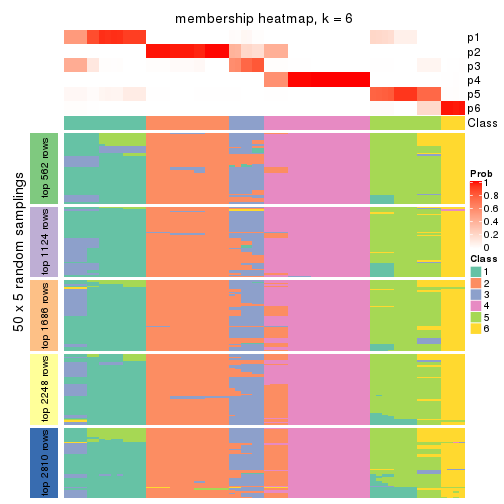 membership heatmap, k = 6
p1
p2
p3
p4
p5
p6
Class
50 x 5 random samplings
top 562 rows
top 1124 rows
top 1686 rows
top 2248 rows
top 2810 rows
Prob
1
0.8
0.6
0.4
0.2
0
Class
1
2
3
4
5
6